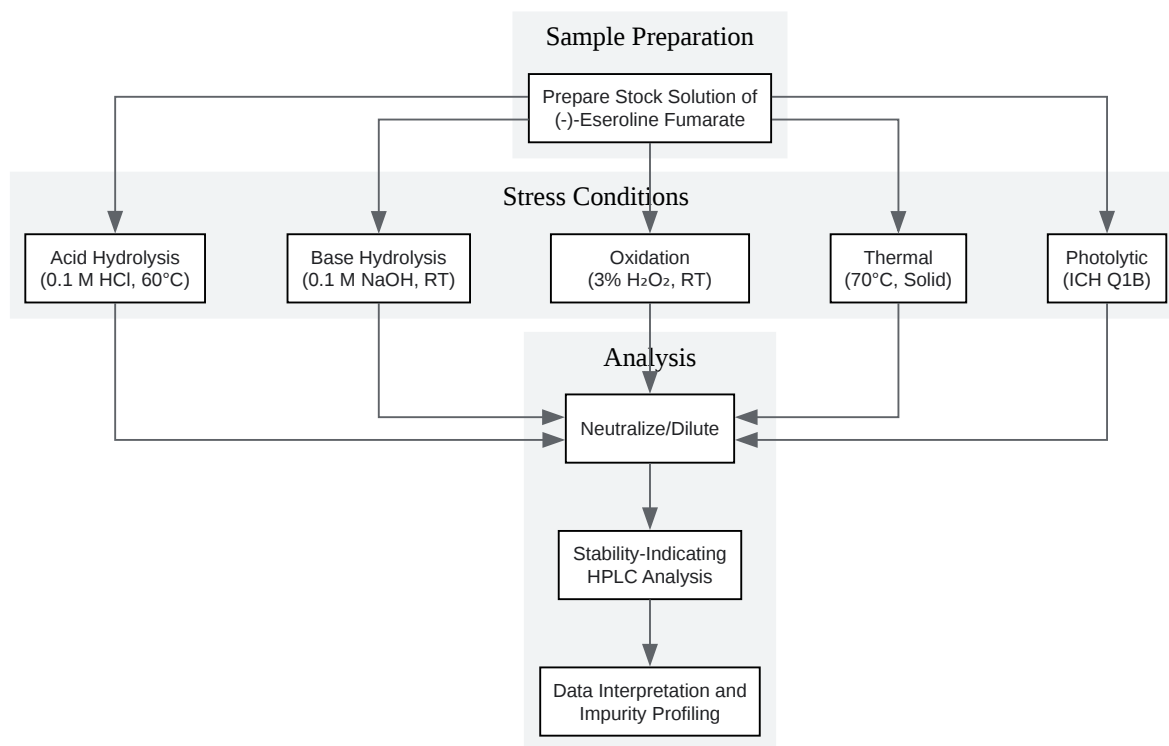 Sample Preparation
Prepare Stock Solution of
(-)-Eseroline Fumarate
Stress Conditions
Acid Hydrolysis
(0.1 M HCl, 60°C)
Base Hydrolysis
(0.1 M NaOH, RT)
Oxidation
(3% H₂O₂, RT)
Thermal
(70°C, Solid)
Photolytic
(ICH Q1B)
Analysis
Neutralize/Dilute
Stability-Indicating
HPLC Analysis
Data Interpretation and
Impurity Profiling